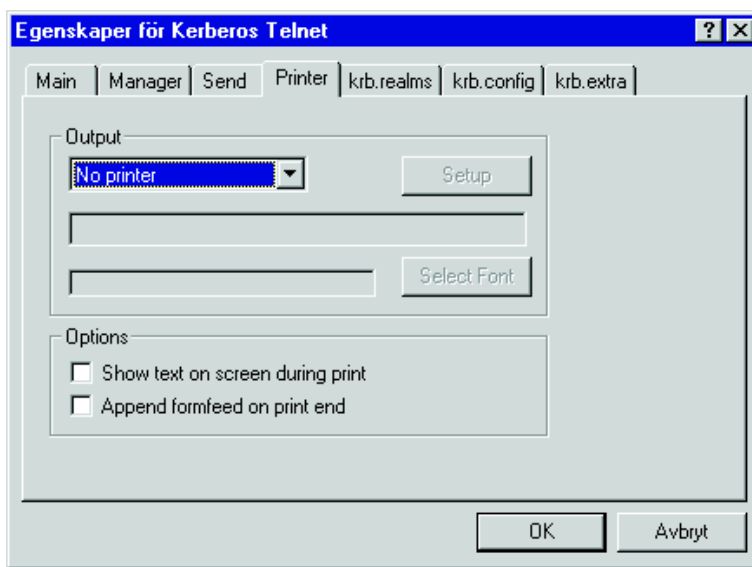 Egenskaper för Kerberos Telnet
Main Manager Send Printer krb.realms krb.config krb.extra
Output
No printer Setup
Select Font
Options
Show text on screen during print
Append formfeed on print end
OK Avbryt